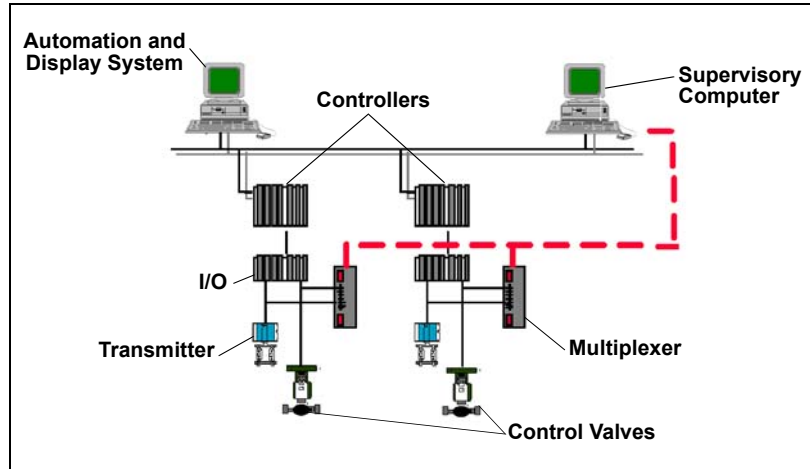 Automation and
Display System
Supervisory
Computer
Controllers
I/O
Transmitter
Multiplexer
Control Valves